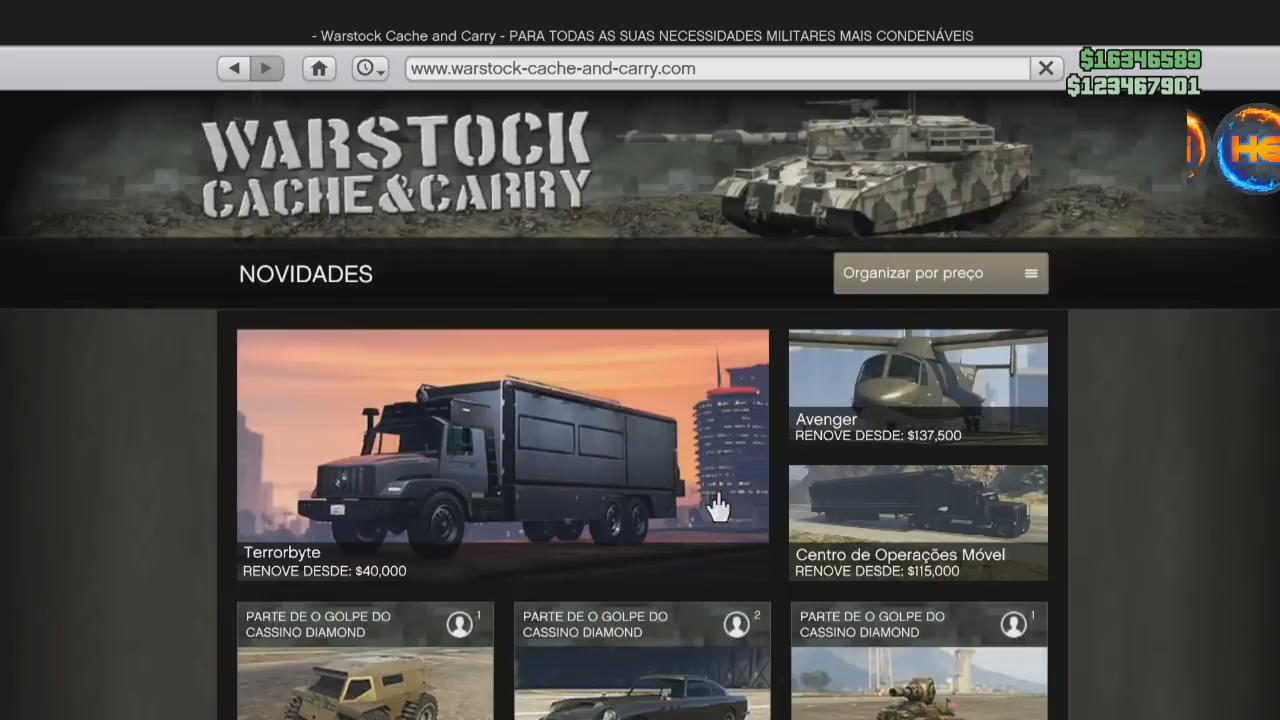 - Warstock Cache and Carry - PARA TODAS AS SUAS NECESSIDADES MILITARES MAIS CONDENÁVEIS
www.warstock-cache-and-carry.com
$16346589
$123467901
WARSTOCK
CACHE&CARRY
HG
NOVIDADES
Organizar por preço
Terrorbyte
RENOVE DESDE: $40,000
Avenger
RENOVE DESDE: $137,500
Centro de Operações Móvel
RENOVE DESDE: $115,000
PARTE DE O GOLPE DO
CASSINO DIAMOND
1
PARTE DE O GOLPE DO
CASSINO DIAMOND
2
PARTE DE O GOLPE DO
CASSINO DIAMOND
1